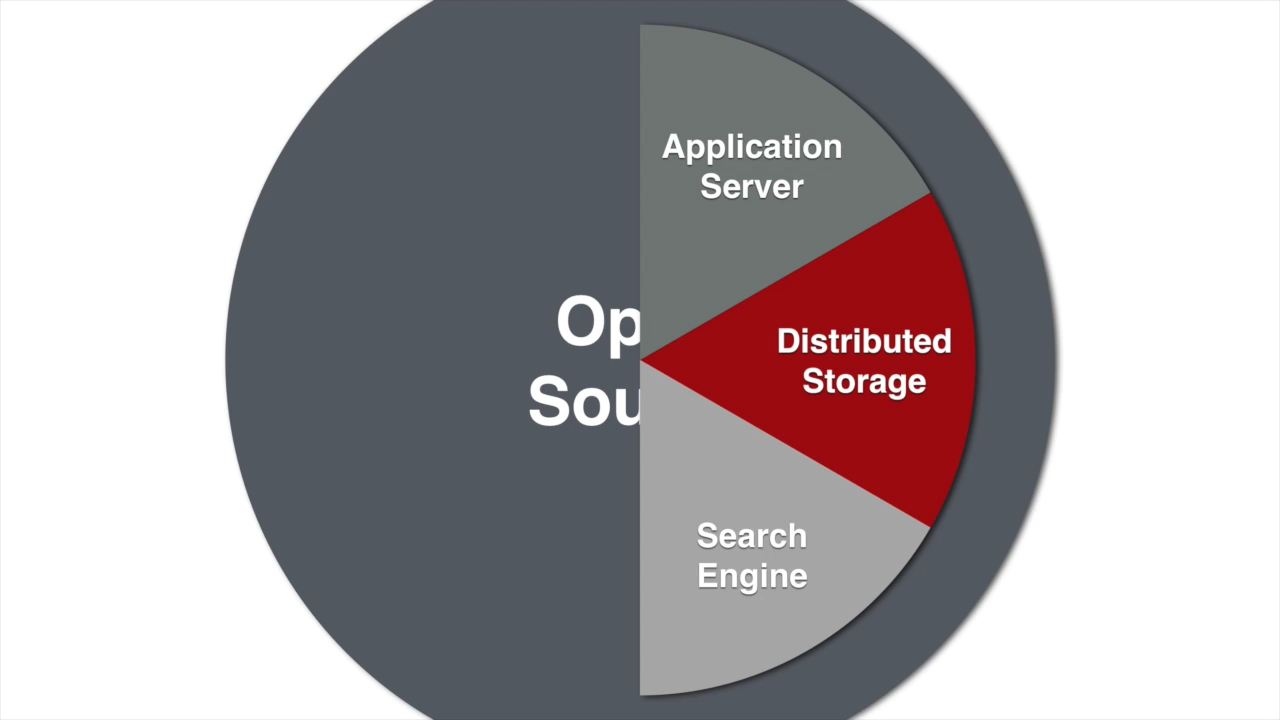 Application
Server
Op
Sou
Distributed
Storage
Search
Engine